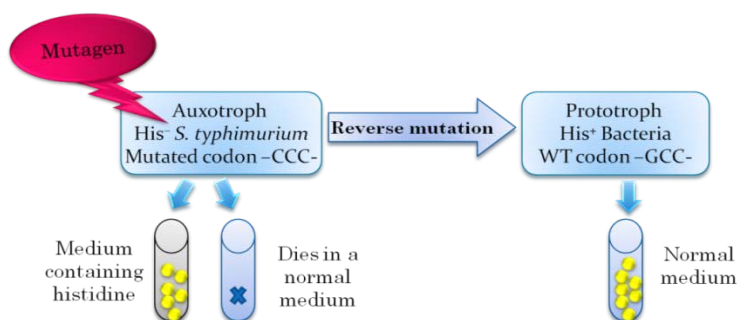 Mutagen
Auxotroph
His⁻ S. typhimurium
Mutated codon –CCC-
Reverse mutation
Prototroph
His⁺ Bacteria
WT codon –GCC-
Medium
containing
histidine
Dies in a
normal
medium
Normal
medium